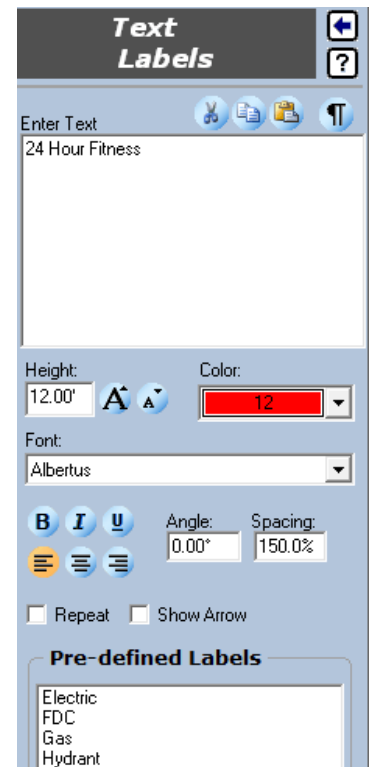 Text
Labels
?
Enter Text
¶
24 Hour Fitness
Height:
Color:
12.00'
A A
12
Font:
Albertus
B I U
Angle:
Spacing:
0.00°
150.0%
Repeat
Show Arrow
Pre-defined Labels
Electric
FDC
Gas
Hydrant